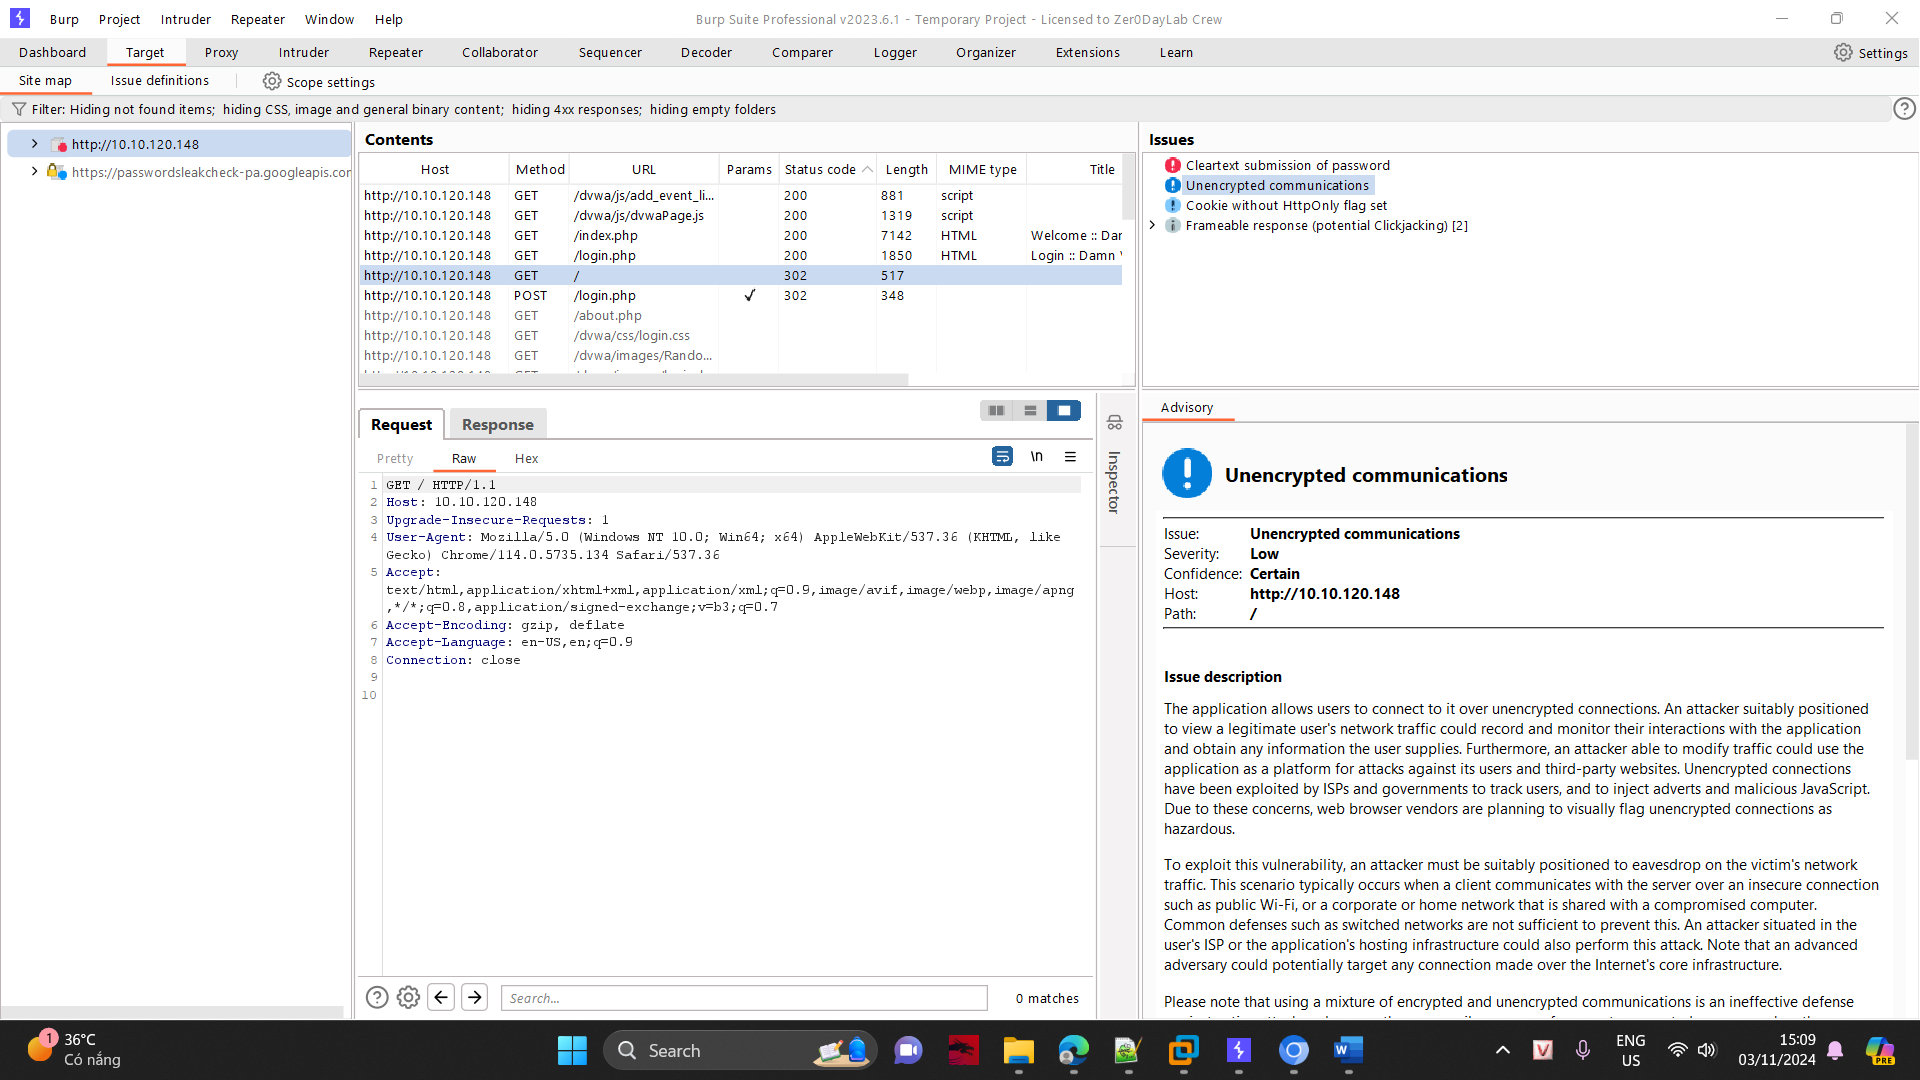 Burp Project Intruder Repeater Window Help
Burp Suite Professional v2023.6.1 - Temporary Project - Licensed to Zer0DayLab Crew
Dashboard Target Proxy Intruder Repeater Collaborator Sequencer Decoder Comparer Logger Organizer Extensions Learn Settings
Site map Issue definitions Scope settings
Filter: Hiding not found items; hiding CSS, image and general binary content; hiding 4xx responses; hiding empty folders
http://10.10.120.148
https://passwordsleakcheck-pa.googleapis.cor
Contents
Host Method URL Params Status code Length MIME type Title
http://10.10.120.148 GET /dvwa/js/add_event_li... 200 881 script
http://10.10.120.148 GET /dvwa/js/dvwaPage.js 200 1319 script
http://10.10.120.148 GET /index.php 200 7142 HTML Welcome :: Dar
http://10.10.120.148 GET /login.php 200 1850 HTML Login :: Damn
http://10.10.120.148 GET / 302 517
http://10.10.120.148 POST /login.php ✓ 302 348
http://10.10.120.148 GET /about.php
http://10.10.120.148 GET /dvwa/css/login.css
http://10.10.120.148 GET /dvwa/images/Rando...
Request Response
Pretty Raw Hex \n
1 GET / HTTP/1.1
2 Host: 10.10.120.148
3 Upgrade-Insecure-Requests: 1
4 User-Agent: Mozilla/5.0 (Windows NT 10.0; Win64; x64) AppleWebKit/537.36 (KHTML, like
Gecko) Chrome/114.0.5735.134 Safari/537.36
5 Accept:
text/html,application/xhtml+xml,application/xml;q=0.9,image/avif,image/webp,image/apng
,*/*;q=0.8,application/signed-exchange;v=b3;q=0.7
6 Accept-Encoding: gzip, deflate
7 Accept-Language: en-US,en;q=0.9
8 Connection: close
9
10
Search... 0 matches
Inspector
Issues
Cleartext submission of password
Unencrypted communications
Cookie without HttpOnly flag set
Frameable response (potential Clickjacking) [2]
Advisory
Unencrypted communications
Issue: Unencrypted communications
Severity: Low
Confidence: Certain
Host: http://10.10.120.148
Path: /
Issue description
The application allows users to connect to it over unencrypted connections. An attacker suitably positioned
to view a legitimate user's network traffic could record and monitor their interactions with the application
and obtain any information the user supplies. Furthermore, an attacker able to modify traffic could use the
application as a platform for attacks against its users and third-party websites. Unencrypted connections
have been exploited by ISPs and governments to track users, and to inject adverts and malicious JavaScript.
Due to these concerns, web browser vendors are planning to visually flag unencrypted connections as
hazardous.
To exploit this vulnerability, an attacker must be suitably positioned to eavesdrop on the victim's network
traffic. This scenario typically occurs when a client communicates with the server over an insecure connection
such as public Wi-Fi, or a corporate or home network that is shared with a compromised computer.
Common defenses such as switched networks are not sufficient to prevent this. An attacker situated in the
user's ISP or the application's hosting infrastructure could also perform this attack. Note that an advanced
adversary could potentially target any connection made over the Internet's core infrastructure.
Please note that using a mixture of encrypted and unencrypted communications is an ineffective defense
1 36°C
Có nắng
Search
PRE
ENG
US
15:09
03/11/2024